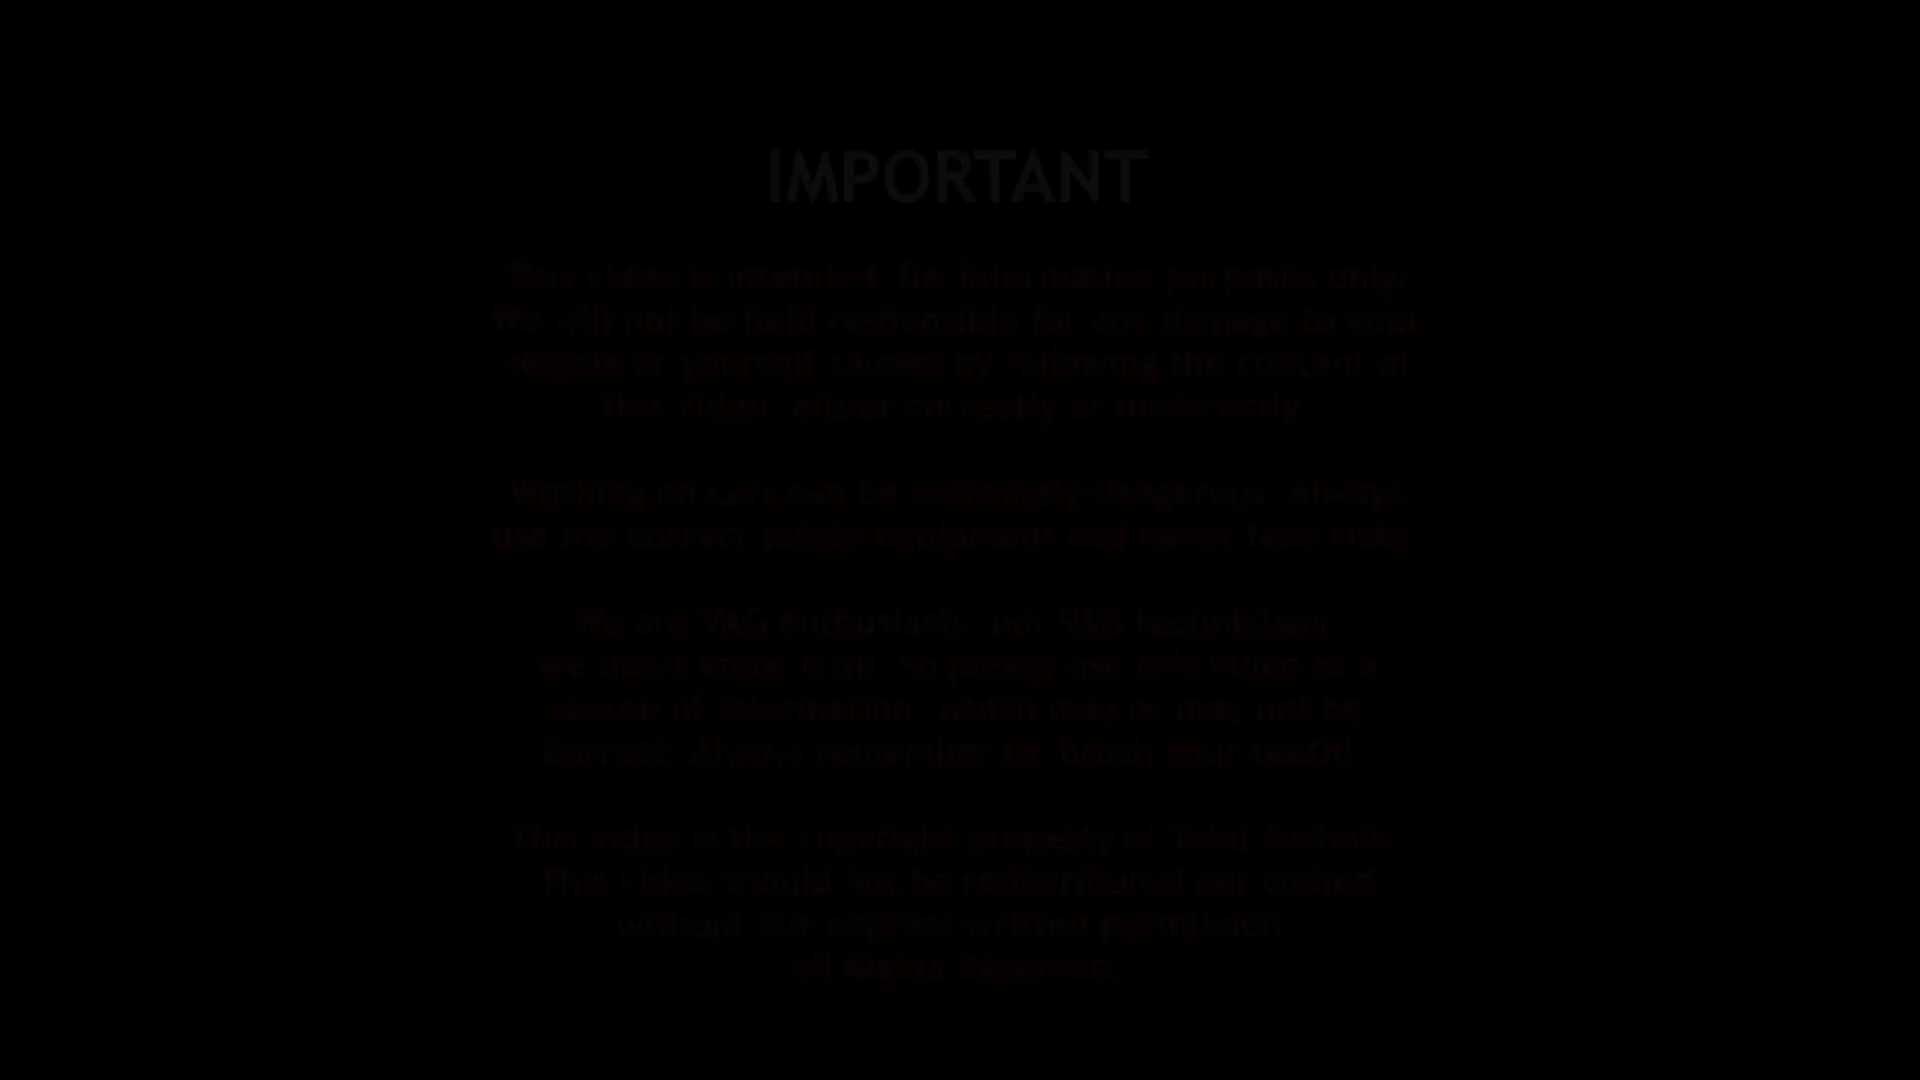 IMPORTANT
This video is intended for information purposes only.
We will not be held responsible for any damage to your
vehicle or yourself caused by following the content of
this video, either correctly or incorrectly.
Working on cars can be extremely dangerous. Always
use the correct safety equipment and never take risks.
We are VAG enthusiasts, not VAG technicians,
we don't know it all. So please use this video as a
source of information, which may or may not be
correct. Always remember to brush your teeth!
This video is the copyright property of Total
This video should not be redistributed nor copied
without our express written permission.
All Rights Reserved.